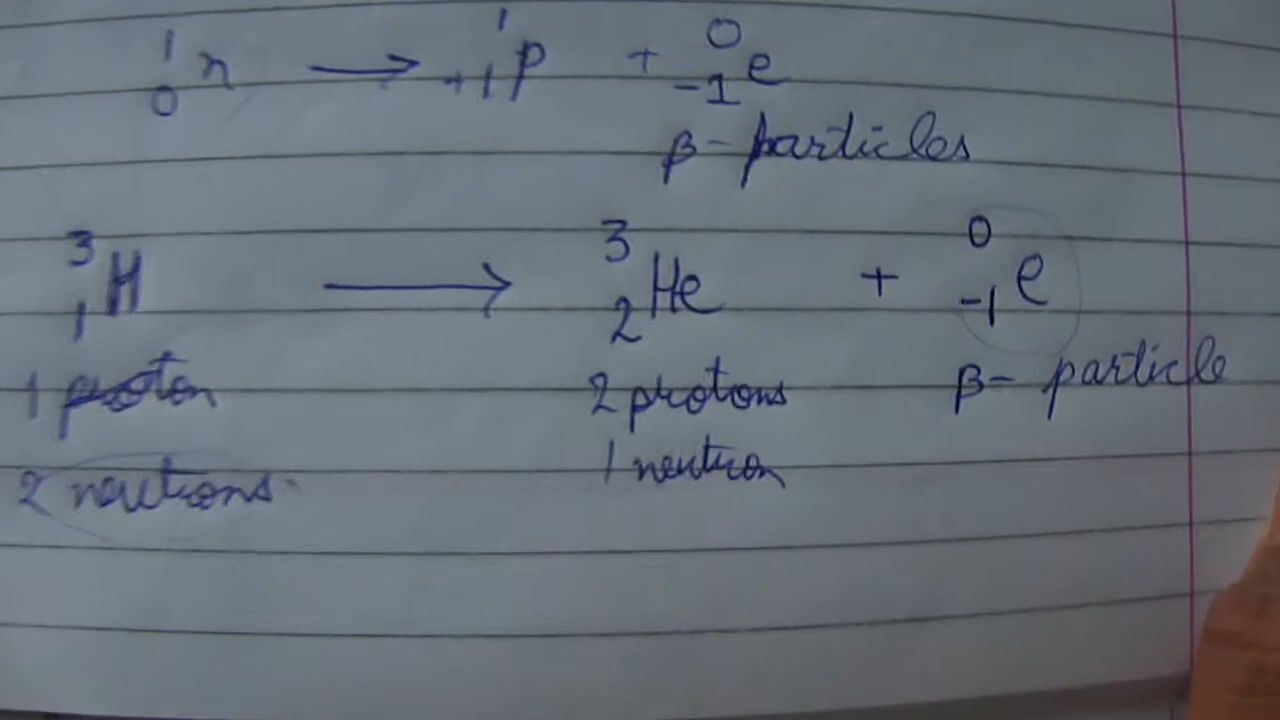 ¹₀n → ¹₊₁p + ⁰₋₁e
β-particles
³₁H → ³₂He + ⁰₋₁e
1 proton 2 protons β- particle
2 neutrons. 1 neutron